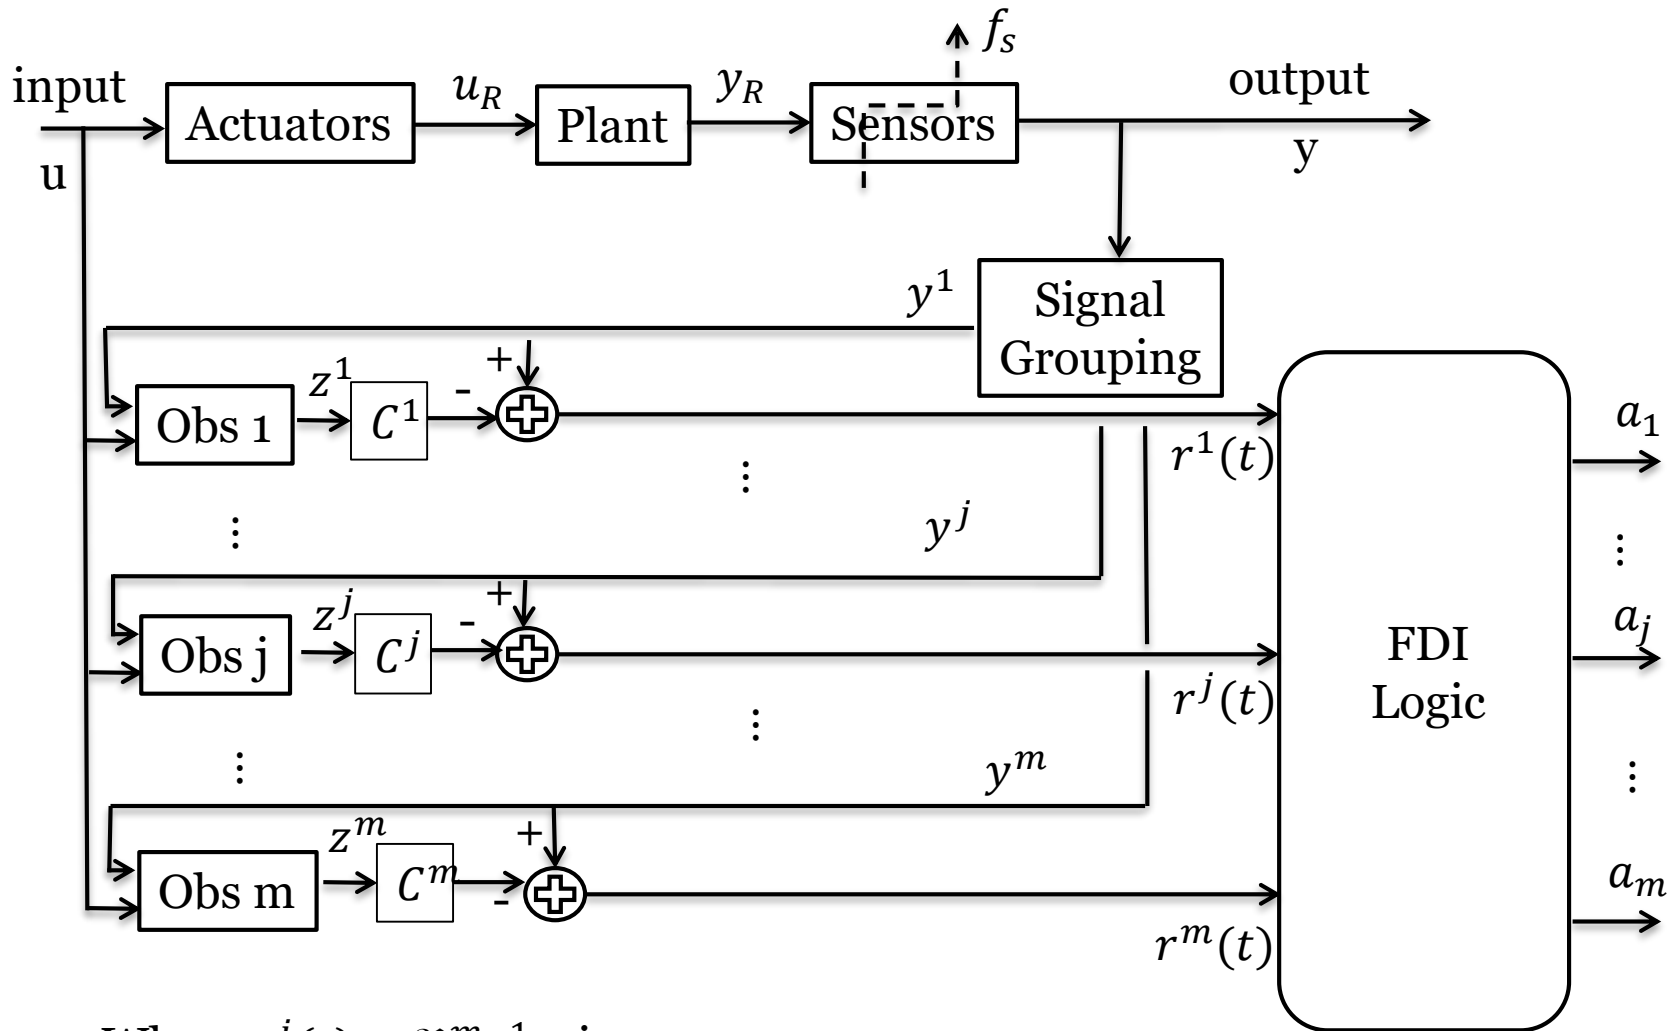 input
u
Actuators
u_R
Plant
y_R
Sensors
f_s
output
y
Signal
Grouping
y^1
Obs 1
z^1
C^1
-
+
r^1(t)
⋮
⋮
y^j
Obs j
z^j
C^j
-
+
r^j(t)
⋮
⋮
y^m
Obs m
z^m
C^m
-
+
r^m(t)
FDI
Logic
a_1
⋮
a_j
⋮
a_m